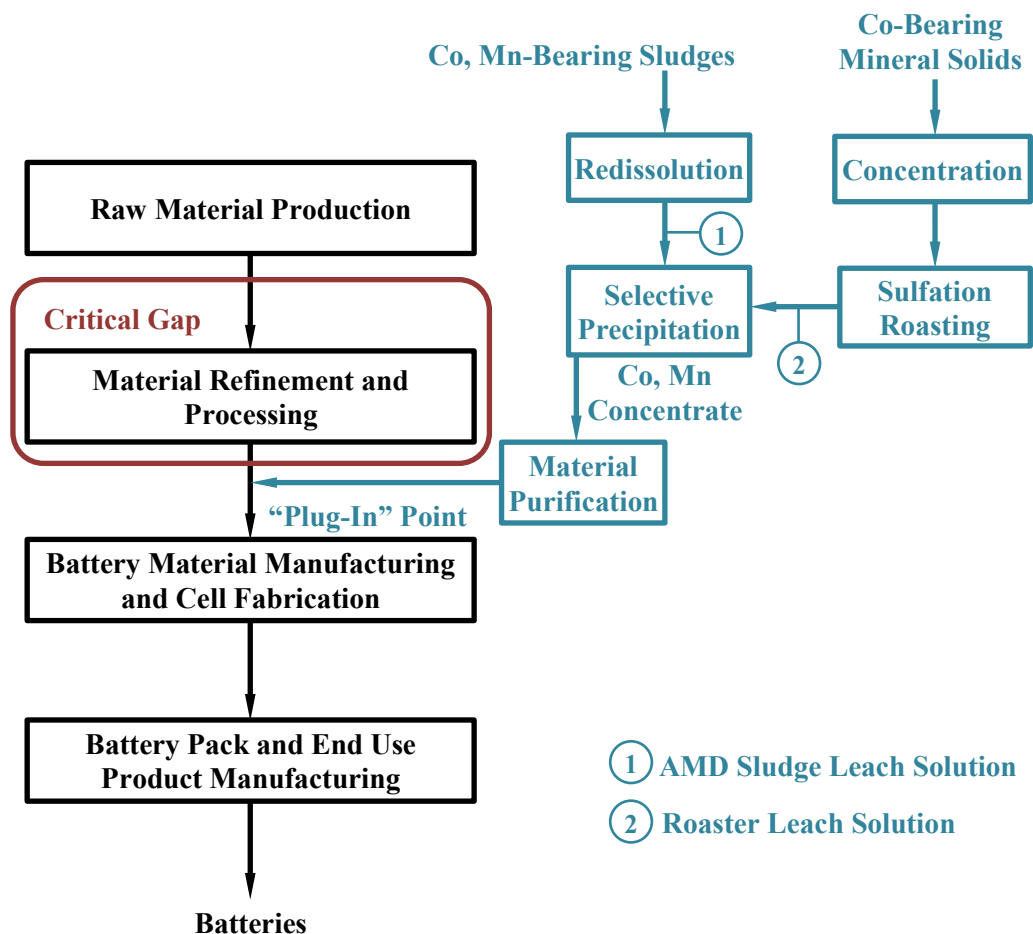 Co-Bearing
Mineral Solids
Co, Mn-Bearing Sludges
Redissolution
Concentration
Raw Material Production
1
Critical Gap
Selective
Precipitation
Sulfation
Roasting
2
Material Refinement and
Processing
Co, Mn
Concentrate
Material
Purification
“Plug-In” Point
Battery Material Manufacturing
and Cell Fabrication
Battery Pack and End Use
Product Manufacturing
1 AMD Sludge Leach Solution
2 Roaster Leach Solution
Batteries